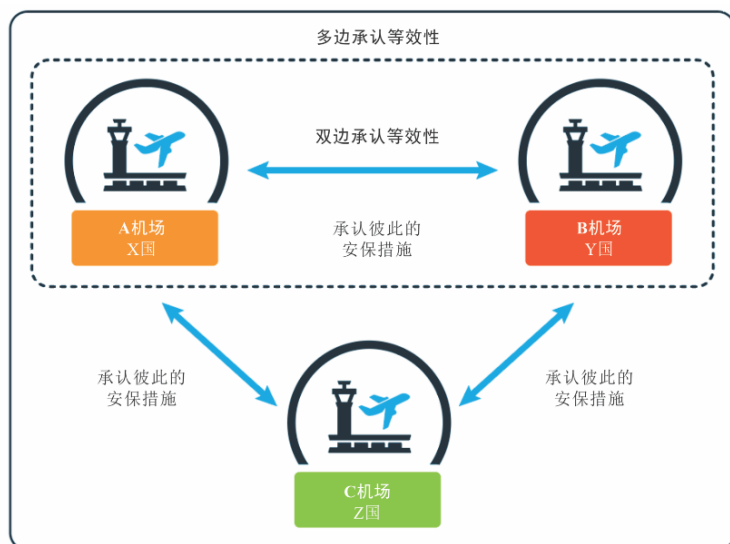 多边承认等效性
双边承认等效性
A机场
X国
承认彼此的
安保措施
B机场
Y国
承认彼此的
安保措施
承认彼此的
安保措施
C机场
Z国